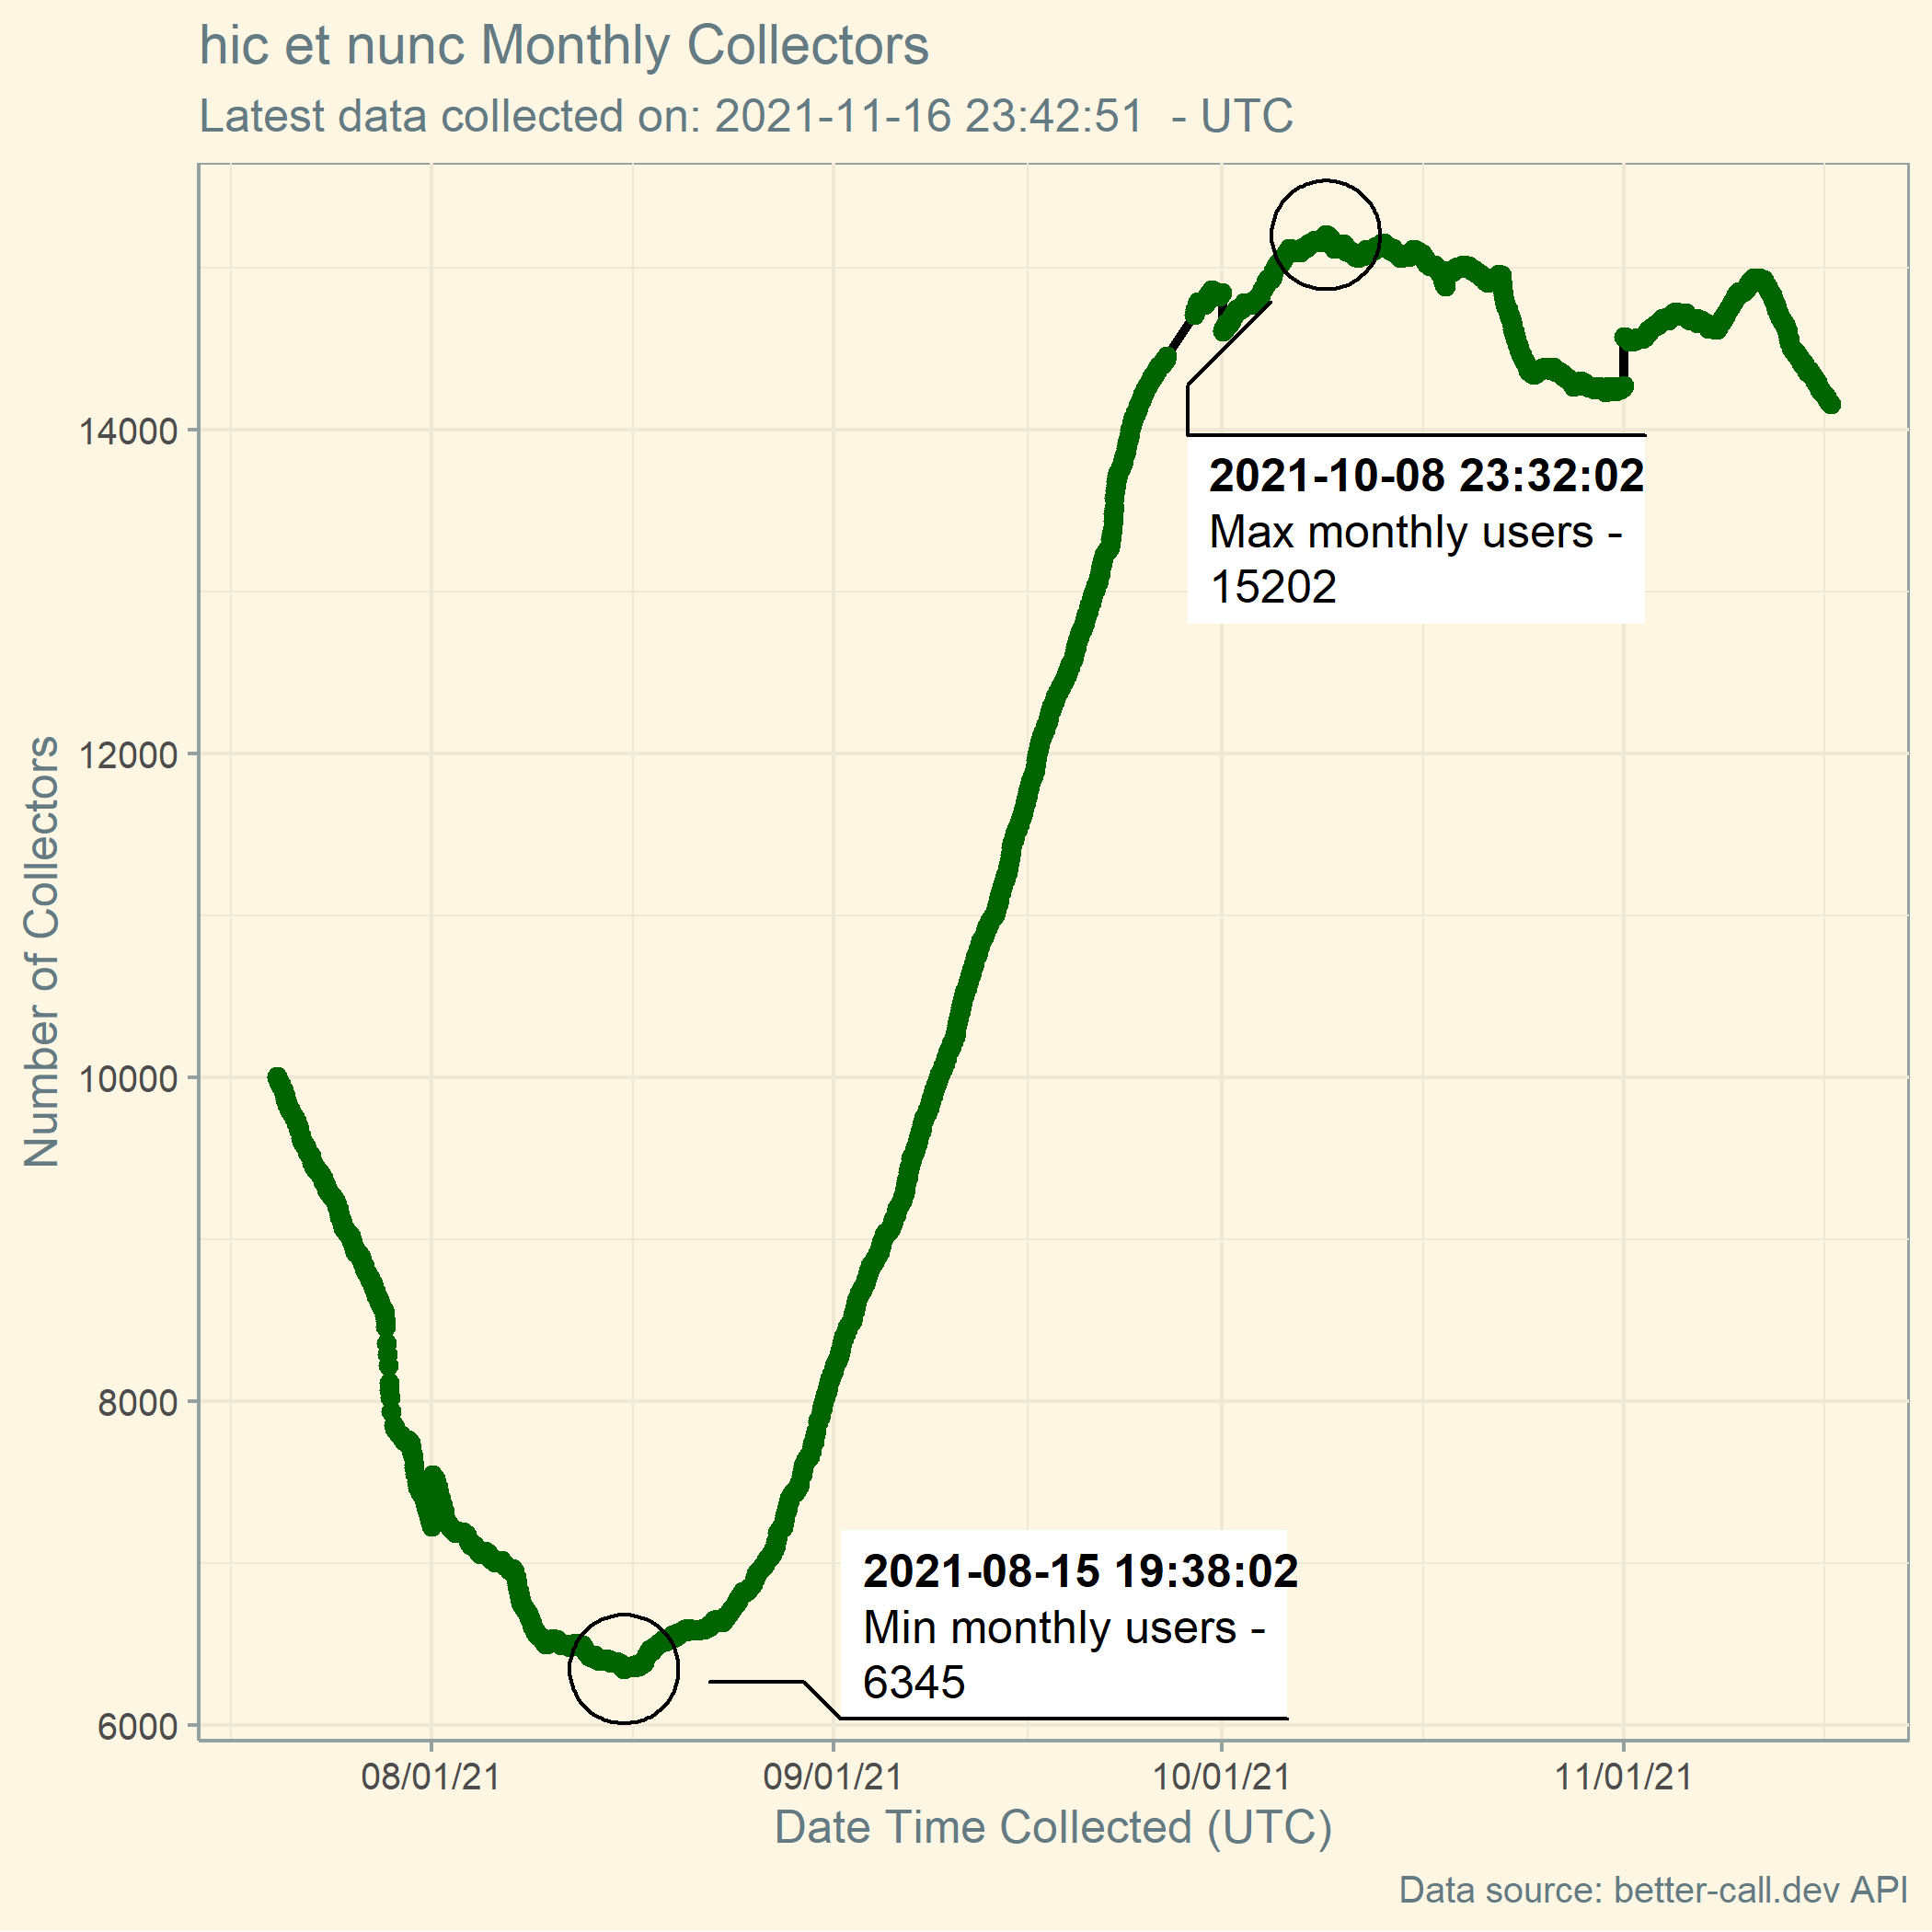 hic et nunc Monthly Collectors
Latest data collected on: 2021-11-16 23:42:51  - UTC
Number of Collectors
14000
12000
10000
8000
6000
2021-10-08 23:32:02
Max monthly users -
15202
2021-08-15 19:38:02
Min monthly users -
6345
08/01/21
09/01/21
10/01/21
11/01/21
Date Time Collected (UTC)
Data source: better-call.dev API